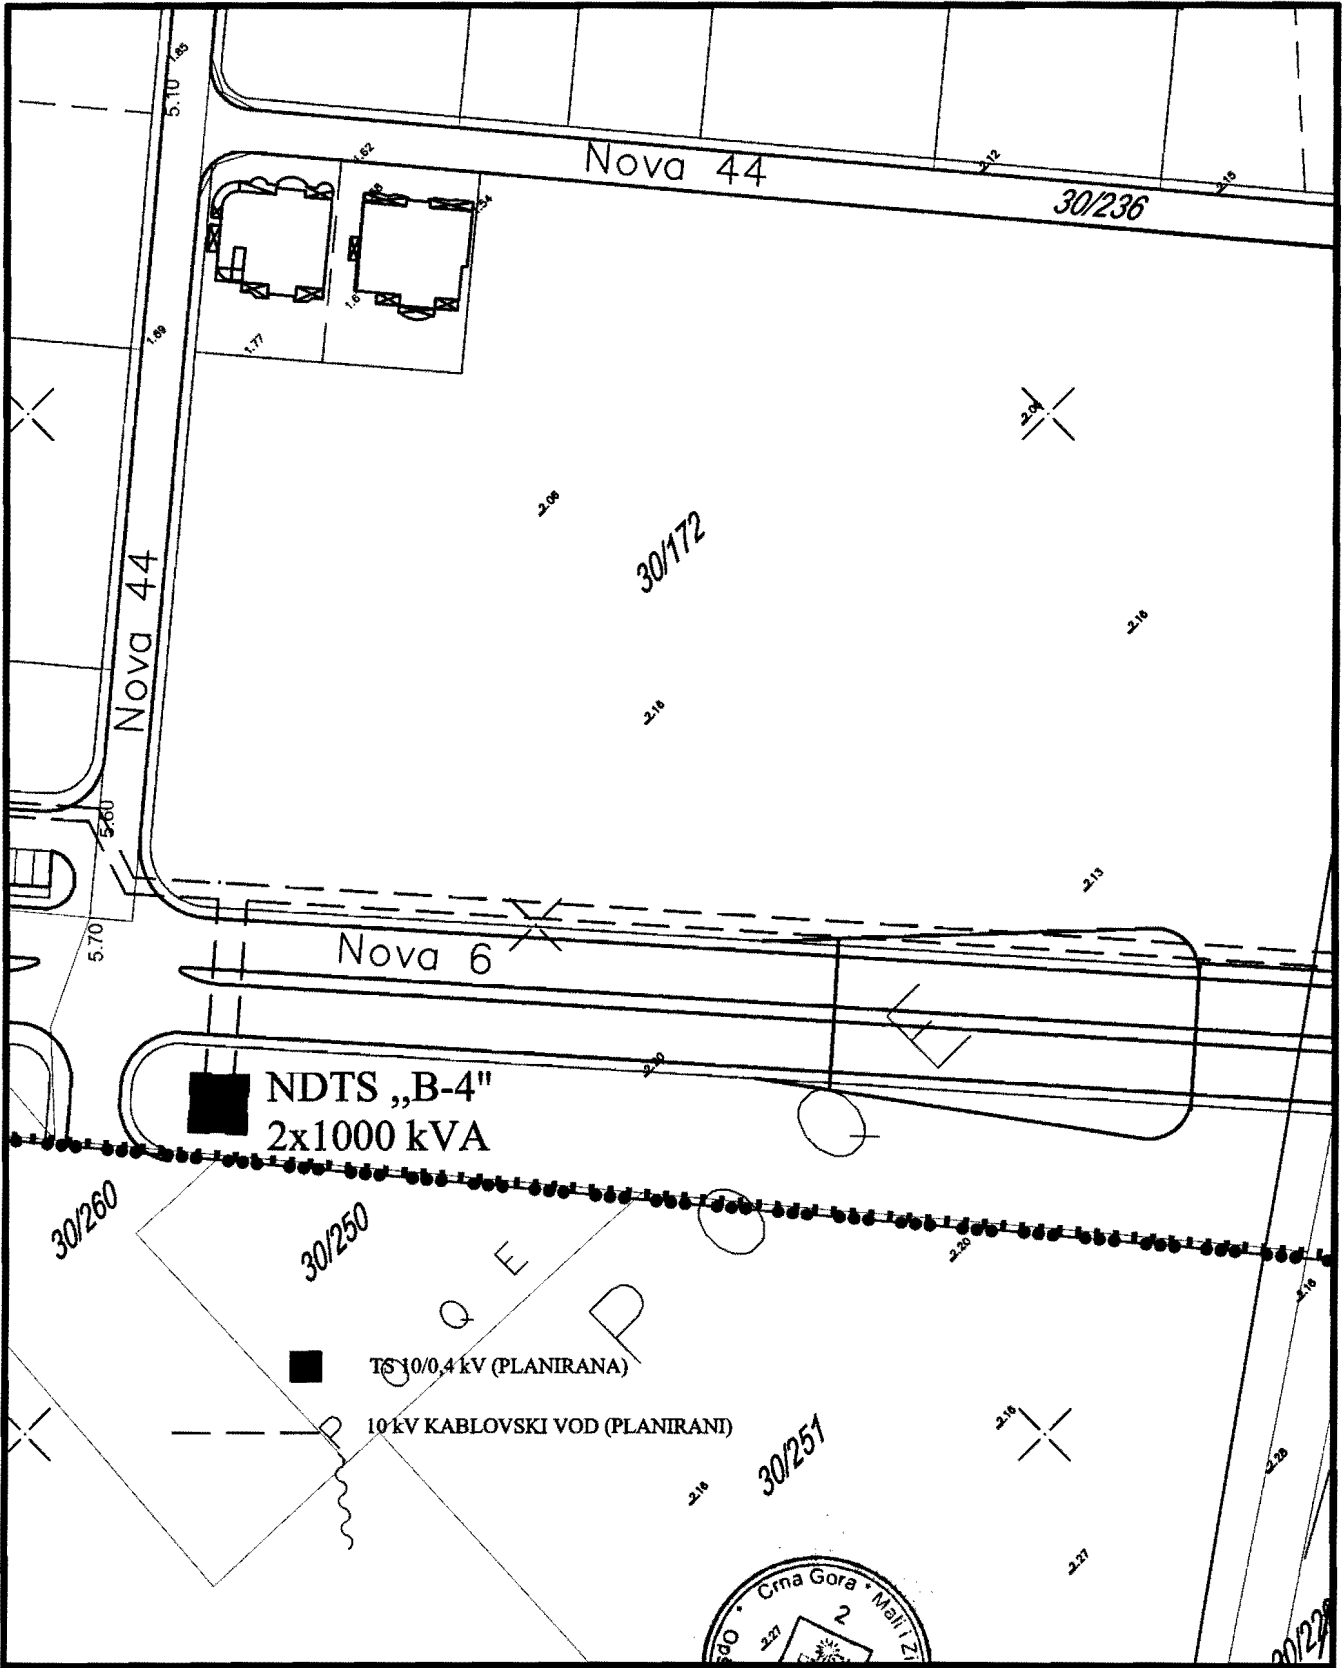 1.85
5.10
1.62
Nova 44
2.12
2.15
30/236
1.77
1.69
2.06
30/172
2.16
Nova 44
2.16
5.60
2.13
5.70
Nova 6
E
2.20
NDTS „B-4"
2x1000 kVA
30/260
30/250
2.20
2.16
E
P
TS 10/0,4 kV (PLANIRANA)
10 kV KABLOVSKI VOD (PLANIRANI)
30/251
2.16
2.16
2.28
2.27
Crna Gora * Mali i
2
2.27